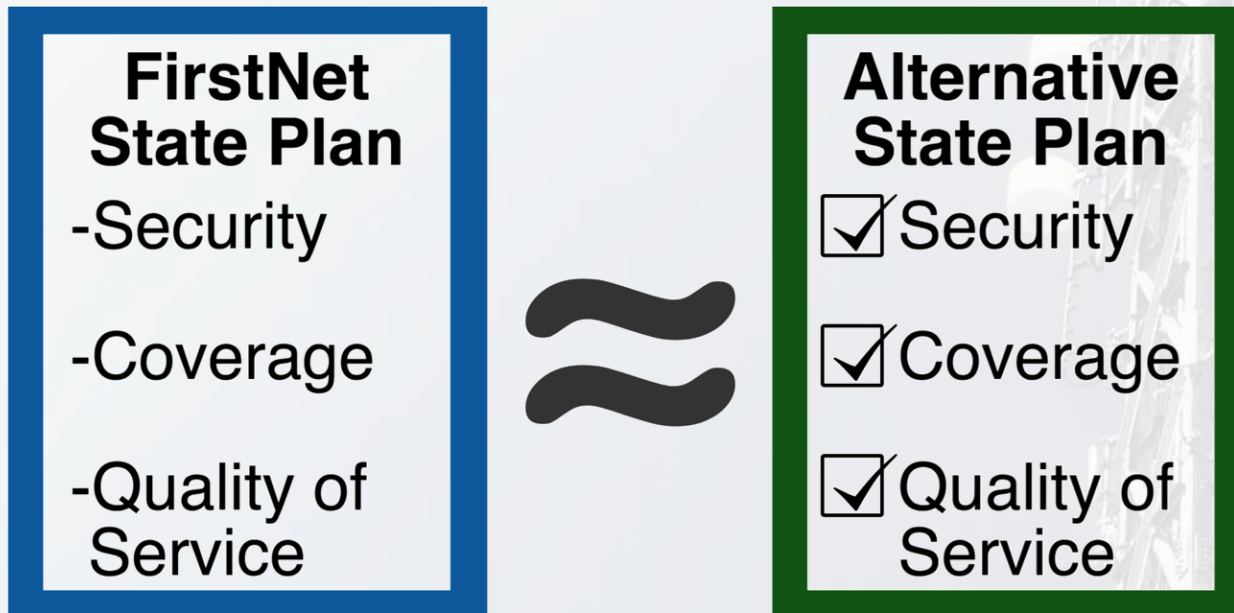 FirstNet
State Plan
-Security
-Coverage
-Quality of
Service
≈
Alternative
State Plan
☑ Security
☑ Coverage
☑ Quality of
Service